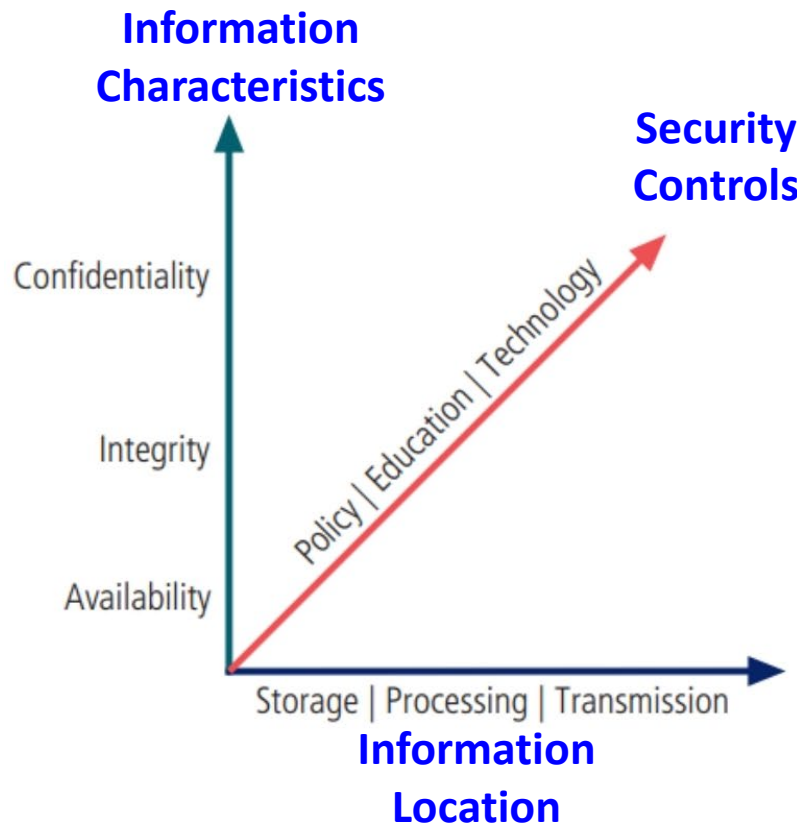 Information
Characteristics
Security
Controls
Confidentiality
Policy | Education | Technology
Integrity
Availability
Storage | Processing | Transmission
Information
Location